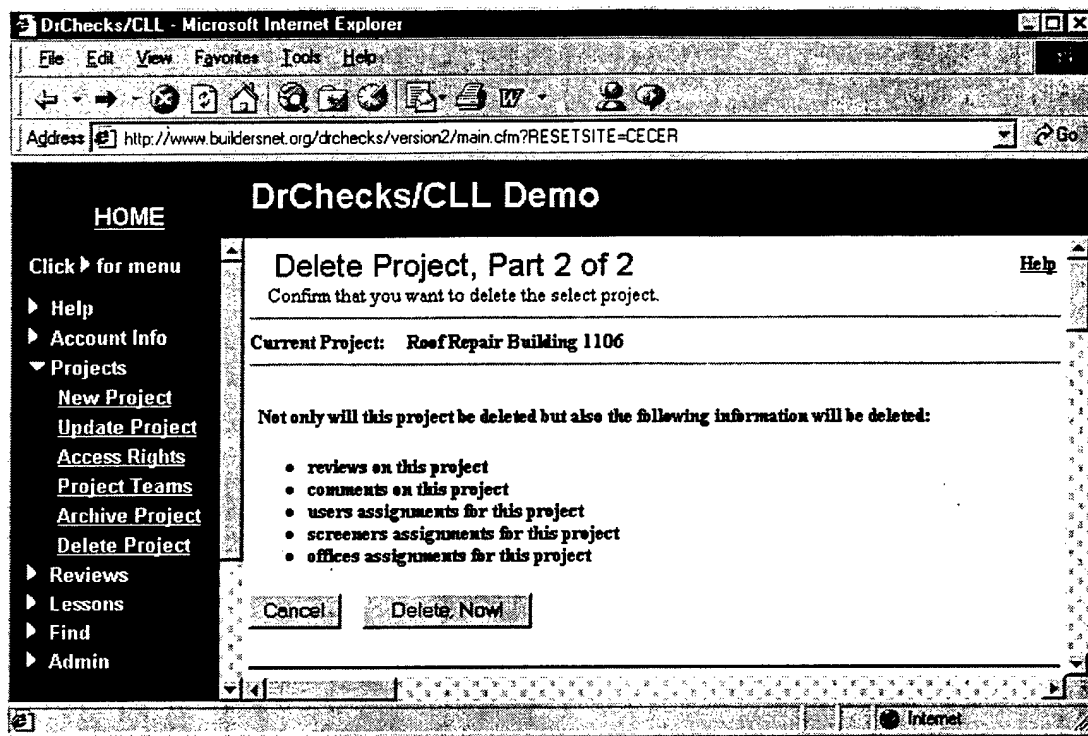 DrChecks/CLL - Microsoft Internet Explorer
File Edit View Favorites Tools Help
Address http://www.buildersnet.org/drchecks/version2/main.cfm?RESETSITE=CECER Go
DrChecks/CLL Demo
HOME
Click for menu
Help
Account Info
Projects
New Project
Update Project
Access Rights
Project Teams
Archive Project
Delete Project
Reviews
Lessons
Find
Admin
Delete Project, Part 2 of 2
Help
Confirm that you want to delete the select project.
Current Project: Roof Repair Building 1106
Not only will this project be deleted but also the following information will be deleted:
• reviews on this project
• comments on this project
• users assignments for this project
• screeners assignments for this project
• offices assignments for this project
Cancel Delete, Now!
Internet